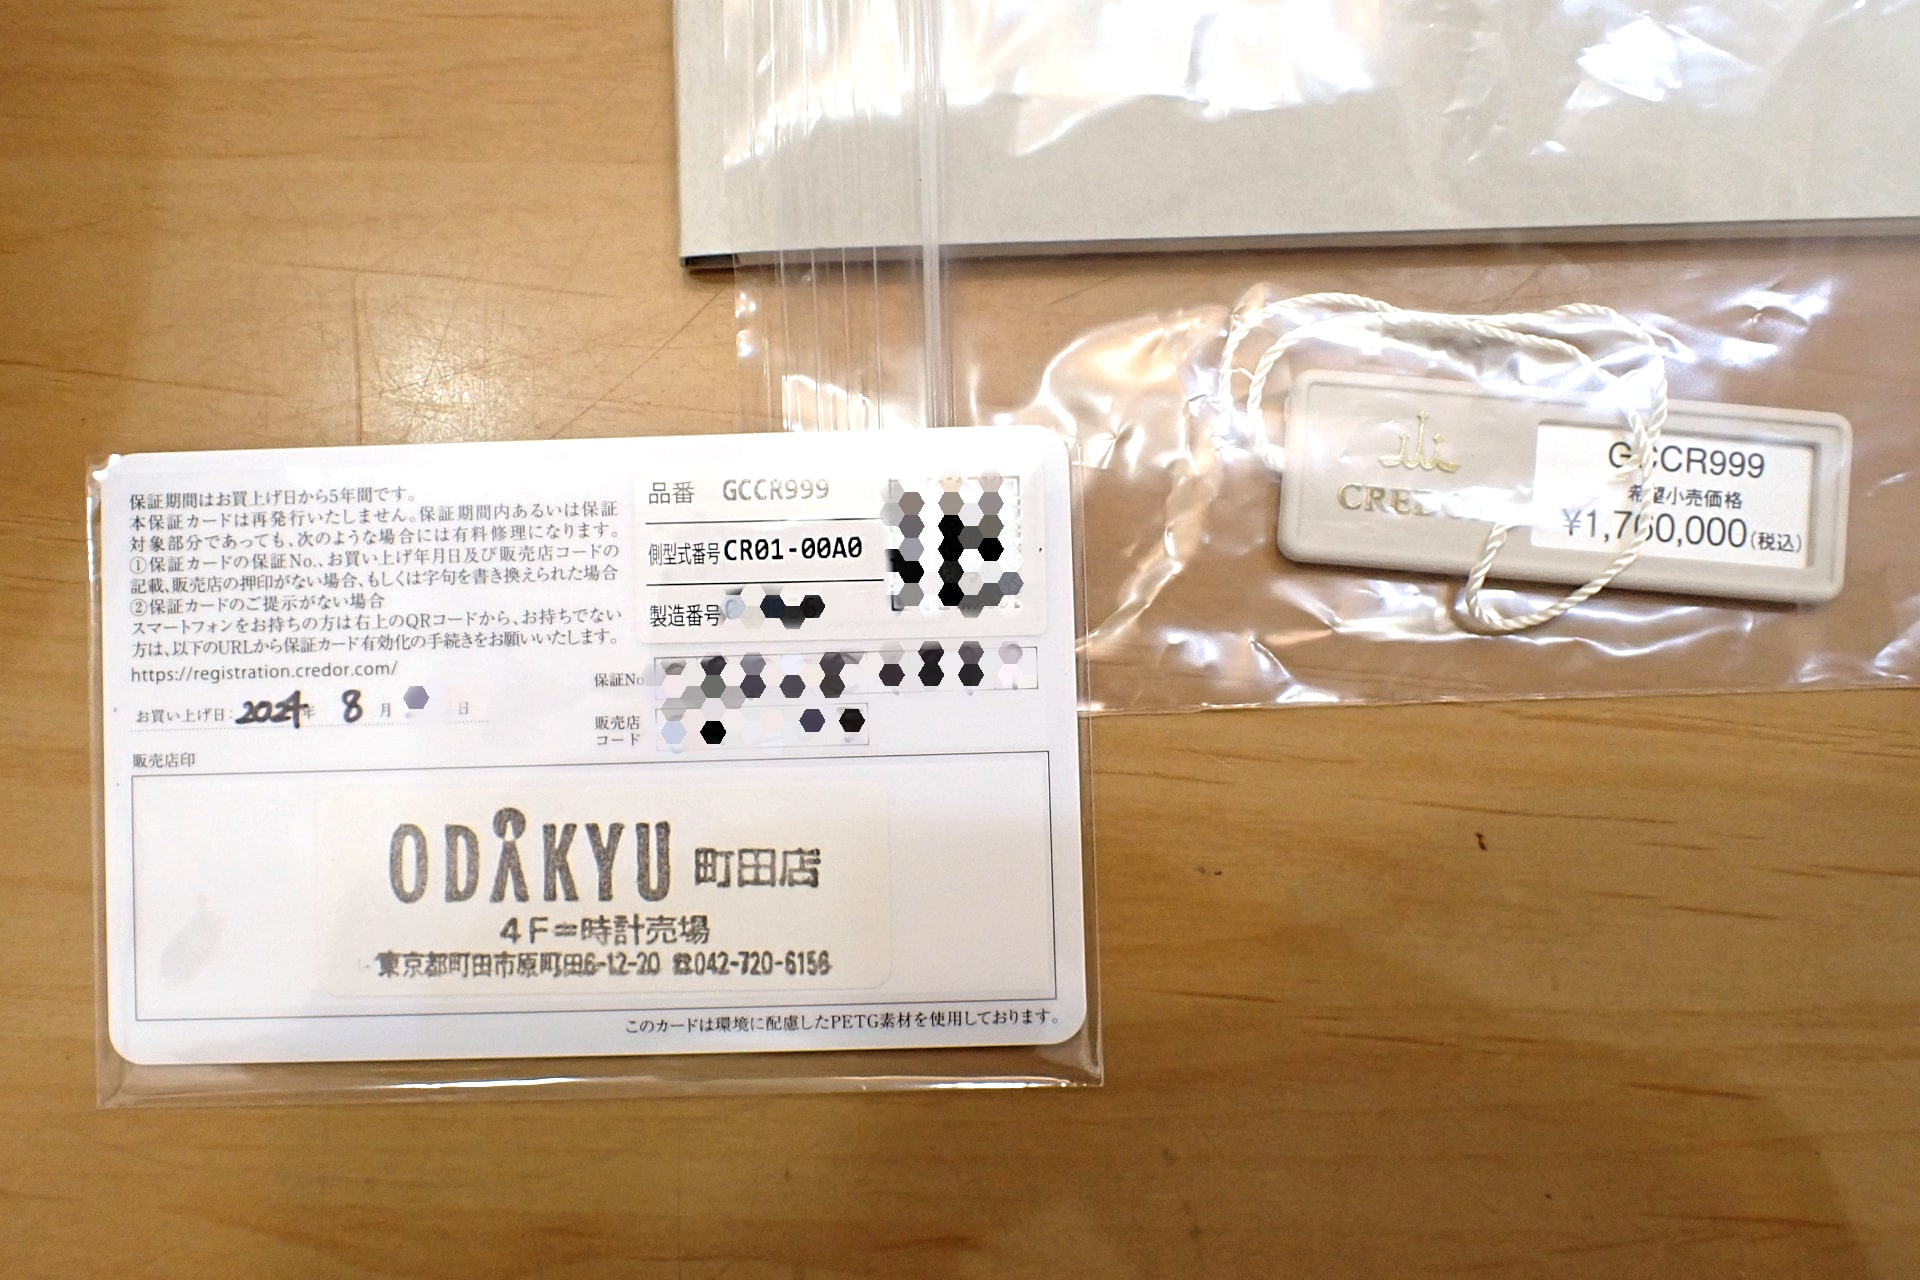 保証期間はお買上げ日から5年間です。
本保証カードは再発行いたしません。保証期間内あるいは保証
対象部分であっても、次のような場合には有料修理になります。
①保証カードの保証No.、お買い上げ年月日及び販売店コードの
記載、販売店の押印がない場合、もしくは字句を書き換えられた場合
②保証カードのご提示がない場合
スマートフォンをお持ちの方は右上のQRコードから、お持ちでない
方は、以下のURLから保証カード有効化の手続きをお願いいたします。
https://registration.credor.com/
お買い上げ日: 2024年 8月 日
品番 GCCR999
側型式番号 CR01-00A0
製造番号
保証No
販売店
コード
販売店印
ODAKYU 町田店
4F=時計売場
東京都町田市原町田6-12-20 ☎042-720-6156
このカードは環境に配慮したPETG素材を使用しております。
CREDOR
GCCR999
希望小売価格
¥1,760,000(税込)